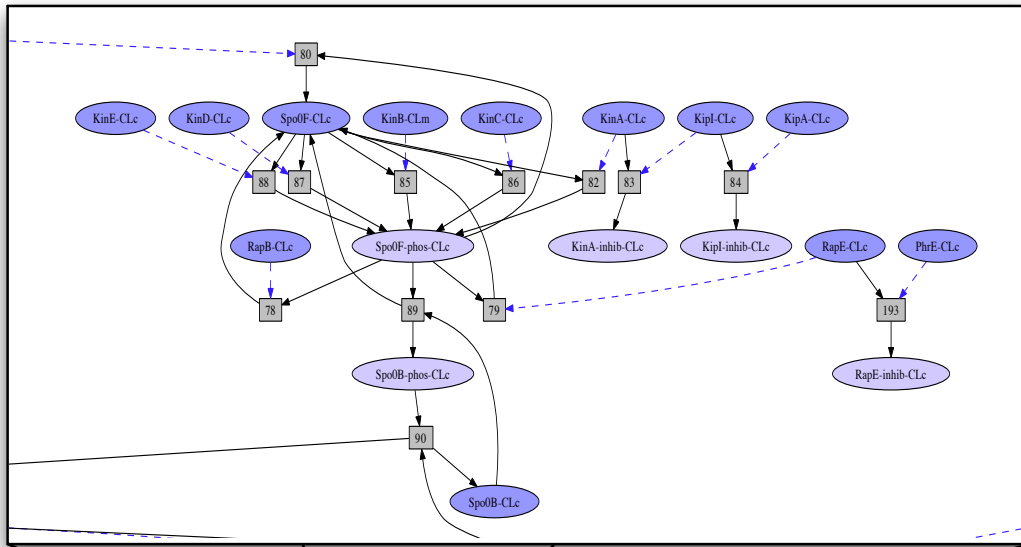 80
KinE-CLc
KinD-CLc
Spo0F-CLc
KinB-CLm
KinC-CLc
KinA-CLc
KipI-CLc
KipA-CLc
88
87
85
86
82
83
84
RapB-CLc
Spo0F-phos-CLc
KinA-inhib-CLc
KipI-inhib-CLc
RapE-CLc
PhrE-CLc
78
89
79
193
Spo0B-phos-CLc
RapE-inhib-CLc
90
Spo0B-CLc